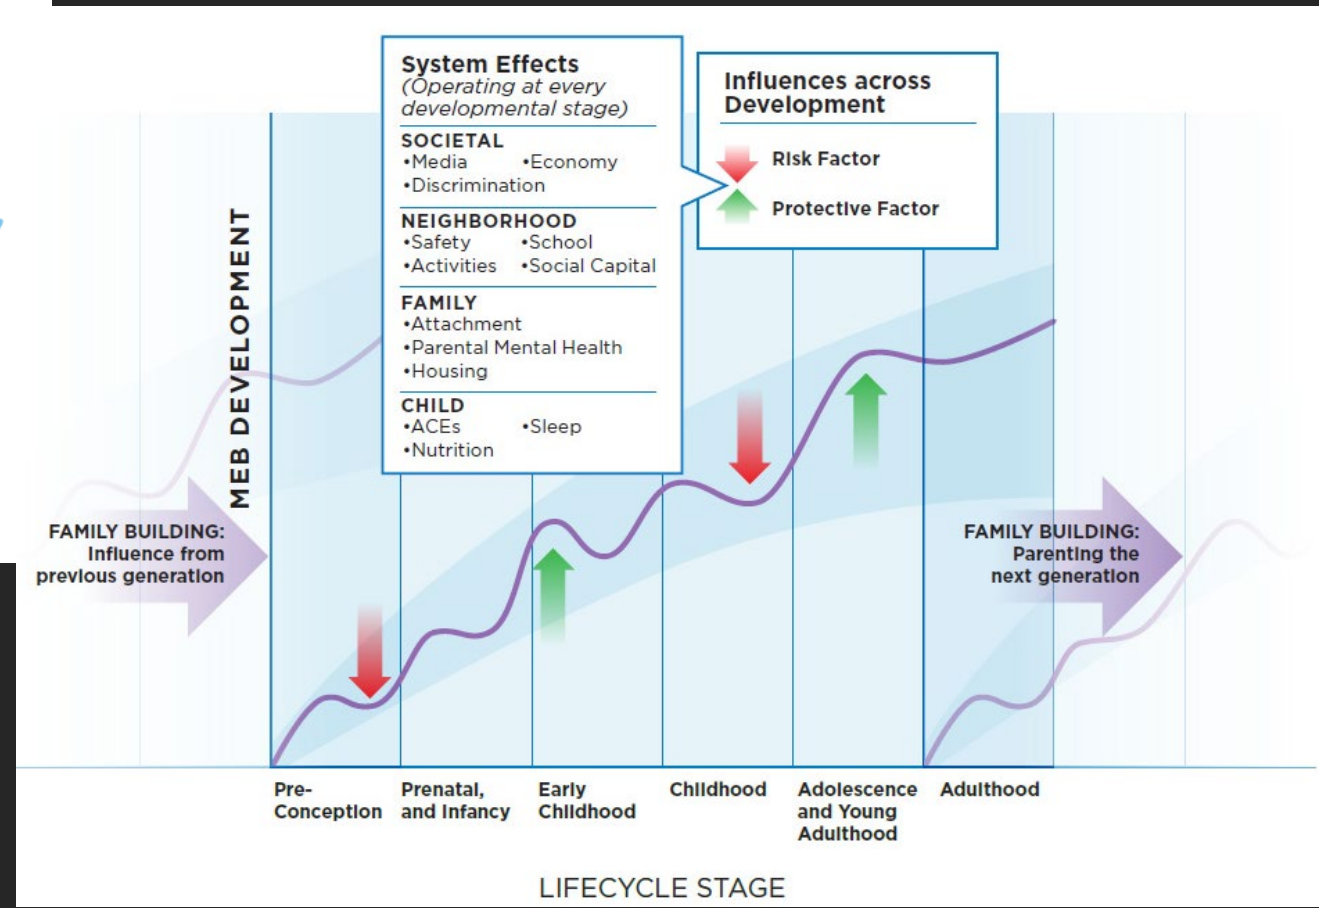 System Effects
(Operating at every
developmental stage)
SOCIETAL
•Media •Economy
•Discrimination
NEIGHBORHOOD
•Safety •School
•Activities •Social Capital
FAMILY
•Attachment
•Parental Mental Health
•Housing
CHILD
•ACEs •Sleep
•Nutrition
Influences across
Development
Risk Factor
Protective Factor
MEB DEVELOPMENT
FAMILY BUILDING:
Influence from
previous generation
FAMILY BUILDING:
Parenting the
next generation
Pre-
Conception
Prenatal,
and Infancy
Early
Childhood
Childhood
Adolescence
and Young
Adulthood
Adulthood
LIFECYCLE STAGE